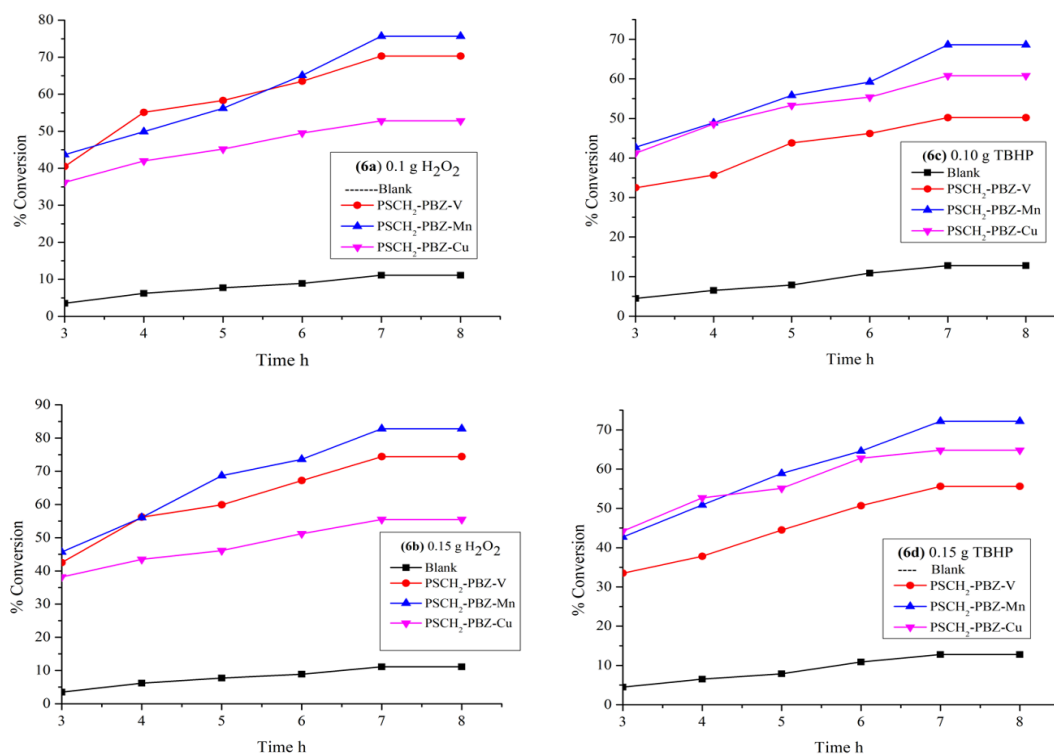 80
70
60
50
40
30
20
10
0
% Conversion
3 4 5 6 7 8
Time h
(6a) 0.1 g H₂O₂
Blank
PSCH₂-PBZ-V
PSCH₂-PBZ-Mn
PSCH₂-PBZ-Cu
70
60
50
40
30
20
10
0
% Conversion
3 4 5 6 7 8
Time h
(6c) 0.10 g TBHP
Blank
PSCH₂-PBZ-V
PSCH₂-PBZ-Mn
PSCH₂-PBZ-Cu
90
80
70
60
50
40
30
20
10
0
% Conversion
3 4 5 6 7 8
Time h
(6b) 0.15 g H₂O₂
Blank
PSCH₂-PBZ-V
PSCH₂-PBZ-Mn
PSCH₂-PBZ-Cu
70
60
50
40
30
20
10
0
% Conversion
3 4 5 6 7 8
Time h
(6d) 0.15 g TBHP
Blank
PSCH₂-PBZ-V
PSCH₂-PBZ-Mn
PSCH₂-PBZ-Cu